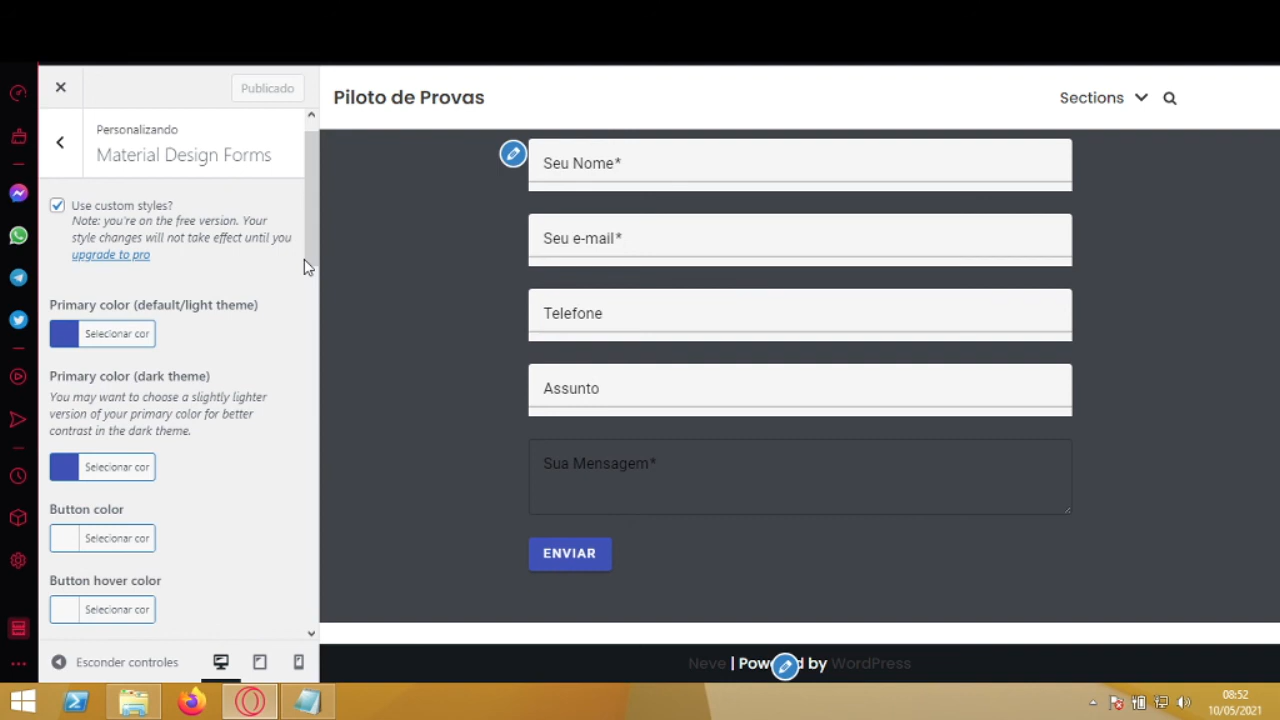 Publicado
Personalizando
Material Design Forms
Use custom styles?
Note: you're on the free version. Your
style changes will not take effect until you
upgrade to pro
Primary color (default/light theme)
Selecionar cor
Primary color (dark theme)
You may want to choose a slightly lighter
version of your primary color for better
contrast in the dark theme.
Selecionar cor
Button color
Selecionar cor
Button hover color
Selecionar cor
Esconder controles
Piloto de Provas
Sections
Seu Nome*
Seu e-mail*
Telefone
Assunto
Sua Mensagem*
ENVIAR
Neve | Powered by WordPress
08:52
10/05/2021